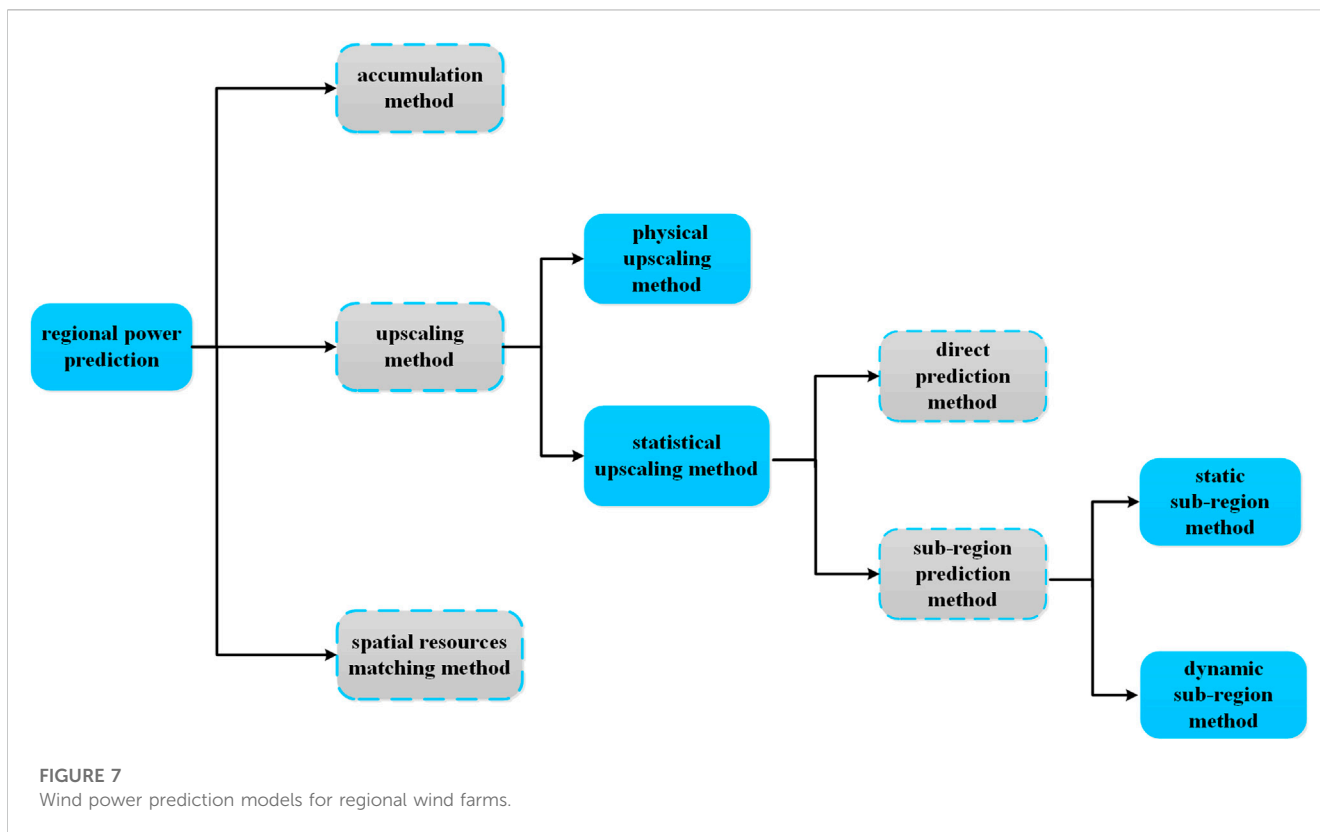 accumulation
method
physical
upscaling
method
regional power
prediction
upscaling
method
direct
prediction
method
statistical
upscaling method
static
sub-region
method
sub-region
prediction
method
spatial resources
matching method
dynamic
sub-region
method
FIGURE 7
Wind power prediction models for regional wind farms.